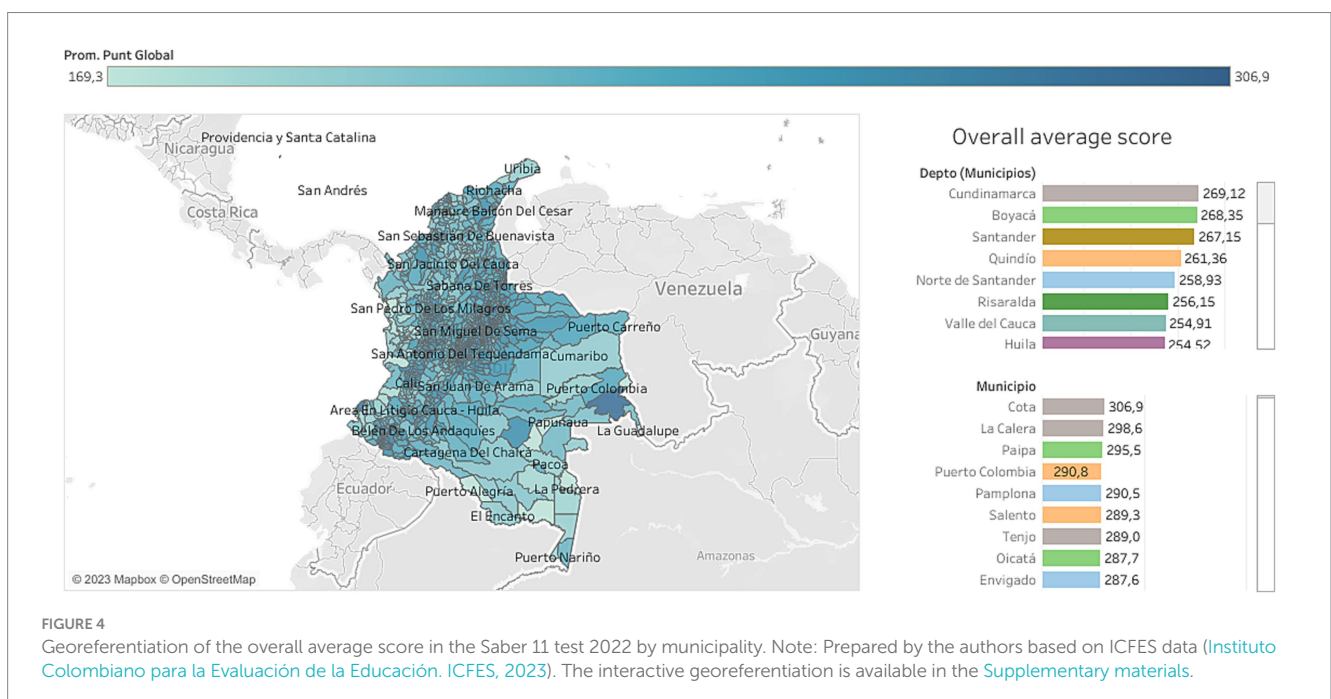 Prom. Punt Global
169,3
306,9
Providencia y Santa Catalina
Nicaragua
San Andrés
Costa Rica
Uribia
Riohacha
Manaure Balcón Del Cesar
San Sebastián De Buenavista
San Jacinto Del Cauca
Sabana De Torres
Venezuela
San Pedro De Los Milagros
Puerto Carreño
San Miguel De Sema
Guyana
San Antonio Del Tequendama
Cumaribo
Cali
San Juan De Arama
Puerto Colombia
Area En Litigio Cauca - Huila
Papunaua
La Guadalupe
Belén De Los Andaquies
Cartagena Del Chairá
Pacoa
Ecuador
Puerto Alegría
La Pedrera
El Encanto
Puerto Nariño
Amazonas
© 2023 Mapbox © OpenStreetMap
Overall average score
Depto (Municipios)
Cundinamarca 269,12
Boyacá 268,35
Santander 267,15
Quindío 261,36
Norte de Santander 258,93
Risaralda 256,15
Valle del Cauca 254,91
Huila 254,52
Municipio
Cota 306,9
La Calera 298,6
Paipa 295,5
Puerto Colombia 290,8
Pamplona 290,5
Salento 289,3
Tenjo 289,0
Oicatá 287,7
Envigado 287,6
FIGURE 4
Georeferentiation of the overall average score in the Saber 11 test 2022 by municipality. Note: Prepared by the authors based on ICFES data (Instituto
Colombiano para la Evaluación de la Educación. ICFES, 2023). The interactive georeferentiation is available in the Supplementary materials.